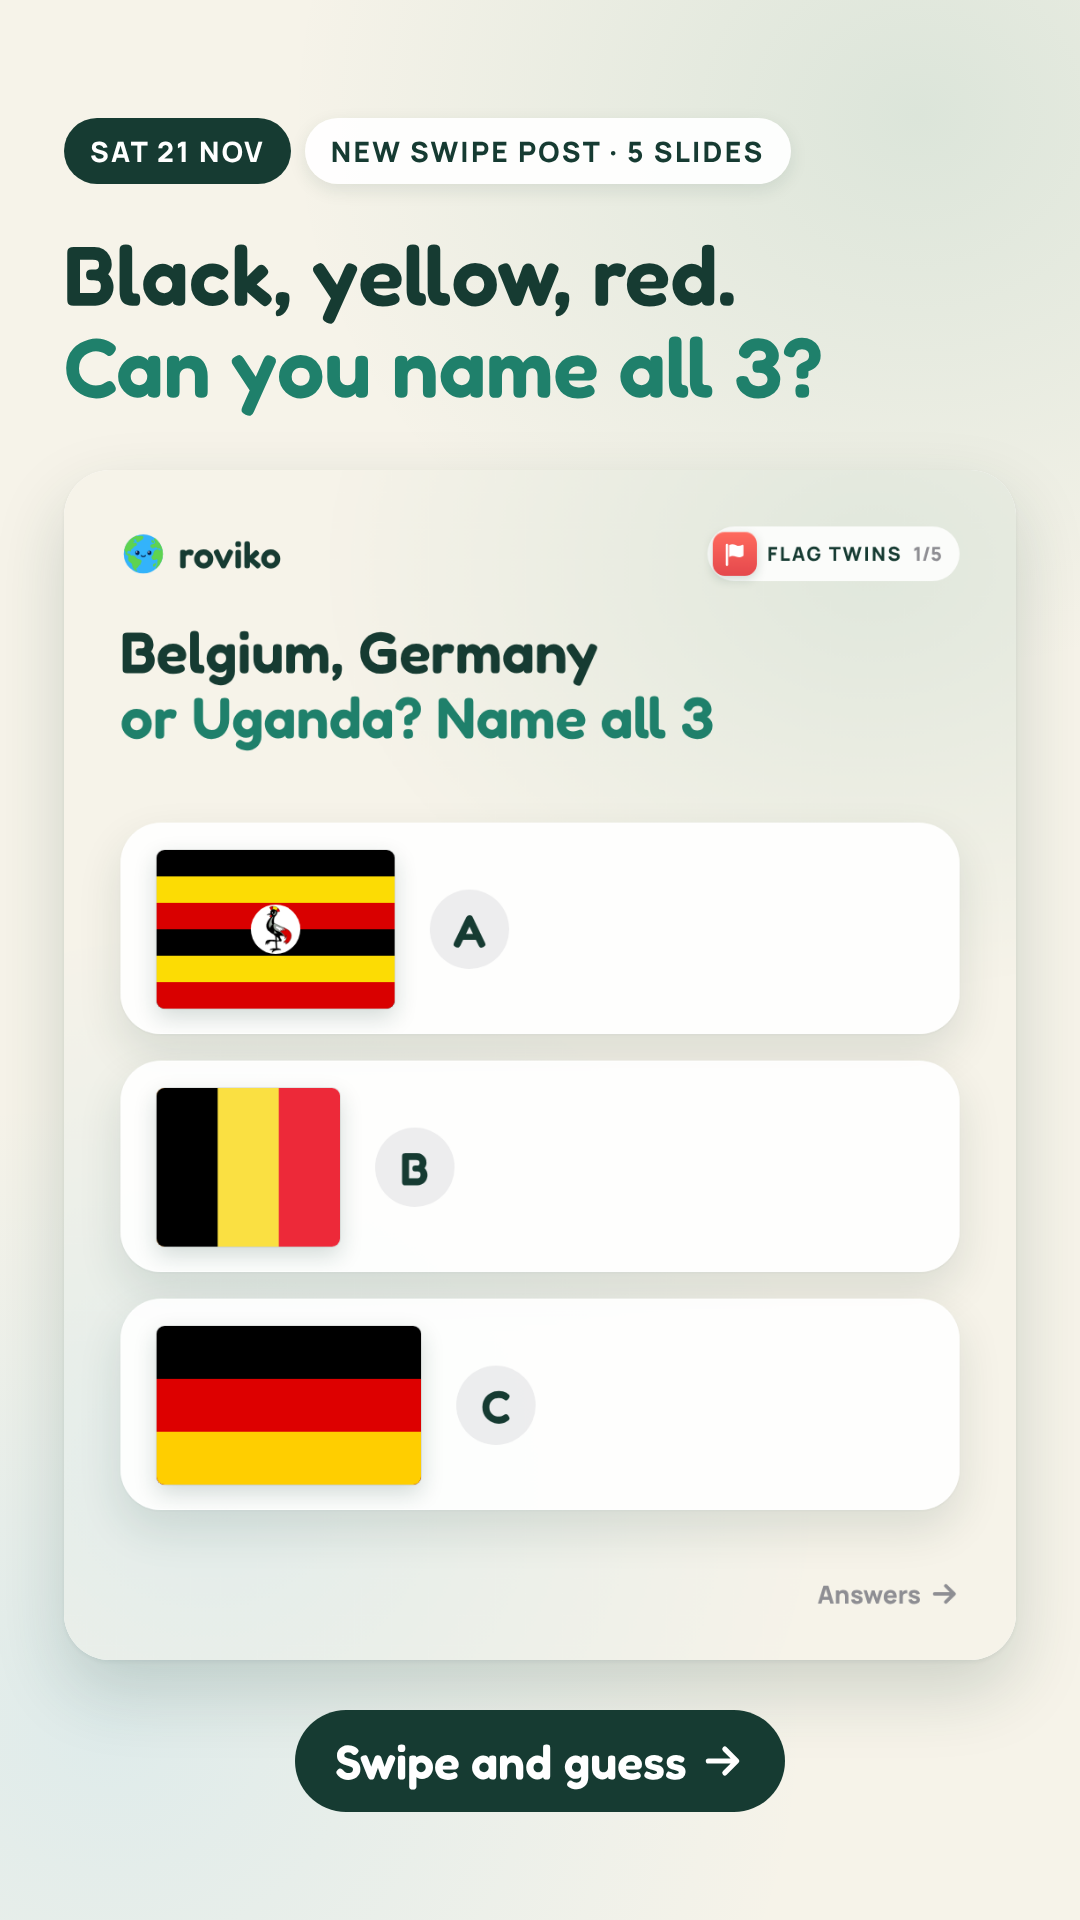 SAT 21 NOV
NEW SWIPE POST · 5 SLIDES
Black, yellow, red.
Can you name all 3?
roviko
FLAG TWINS 1/5
Belgium, Germany
or Uganda? Name all 3
A
B
C
Answers →
Swipe and guess →